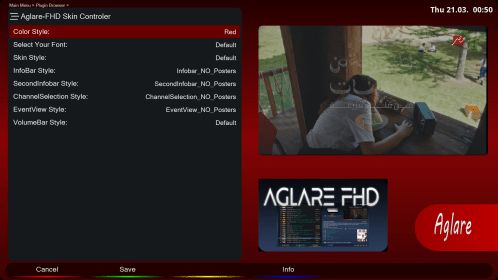 Main Menu • Plugin Browser •
Aglare-FHD Skin Controler
Thu 21.03. 00:50
Color Style: Red
Select Your Font: Default
Skin Style: Default
InfoBar Style: Infobar_NO_Posters
SecondInfobar Style: SecondInfobar_NO_Posters
ChannelSelection Style: ChannelSelection_NO_Posters
EventView Style: EventView_NO_Posters
VolumeBar Style: Default
AGLARE FHD
Aglare
Cancel
Save
Info